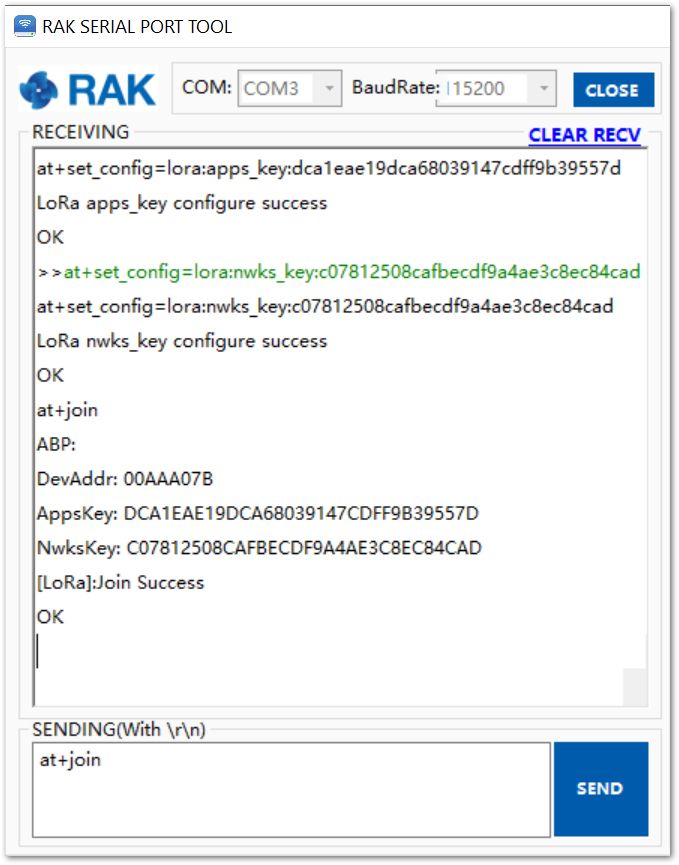 RAK SERIAL PORT TOOL
RAK COM: COM3 BaudRate: 115200 CLOSE
RECEIVING CLEAR RECV
at+set_config=lora:apps_key:dca1eae19dca68039147cdff9b39557d
LoRa apps_key configure success
OK
>>at+set_config=lora:nwks_key:c07812508cafbecdf9a4ae3c8ec84cad
at+set_config=lora:nwks_key:c07812508cafbecdf9a4ae3c8ec84cad
LoRa nwks_key configure success
OK
at+join
ABP:
DevAddr: 00AAA07B
AppsKey: DCA1EAE19DCA68039147CDFF9B39557D
NwksKey: C07812508CAFBECDF9A4AE3C8EC84CAD
[LoRa]:Join Success
OK
SENDING(With \r\n)
at+join
SEND